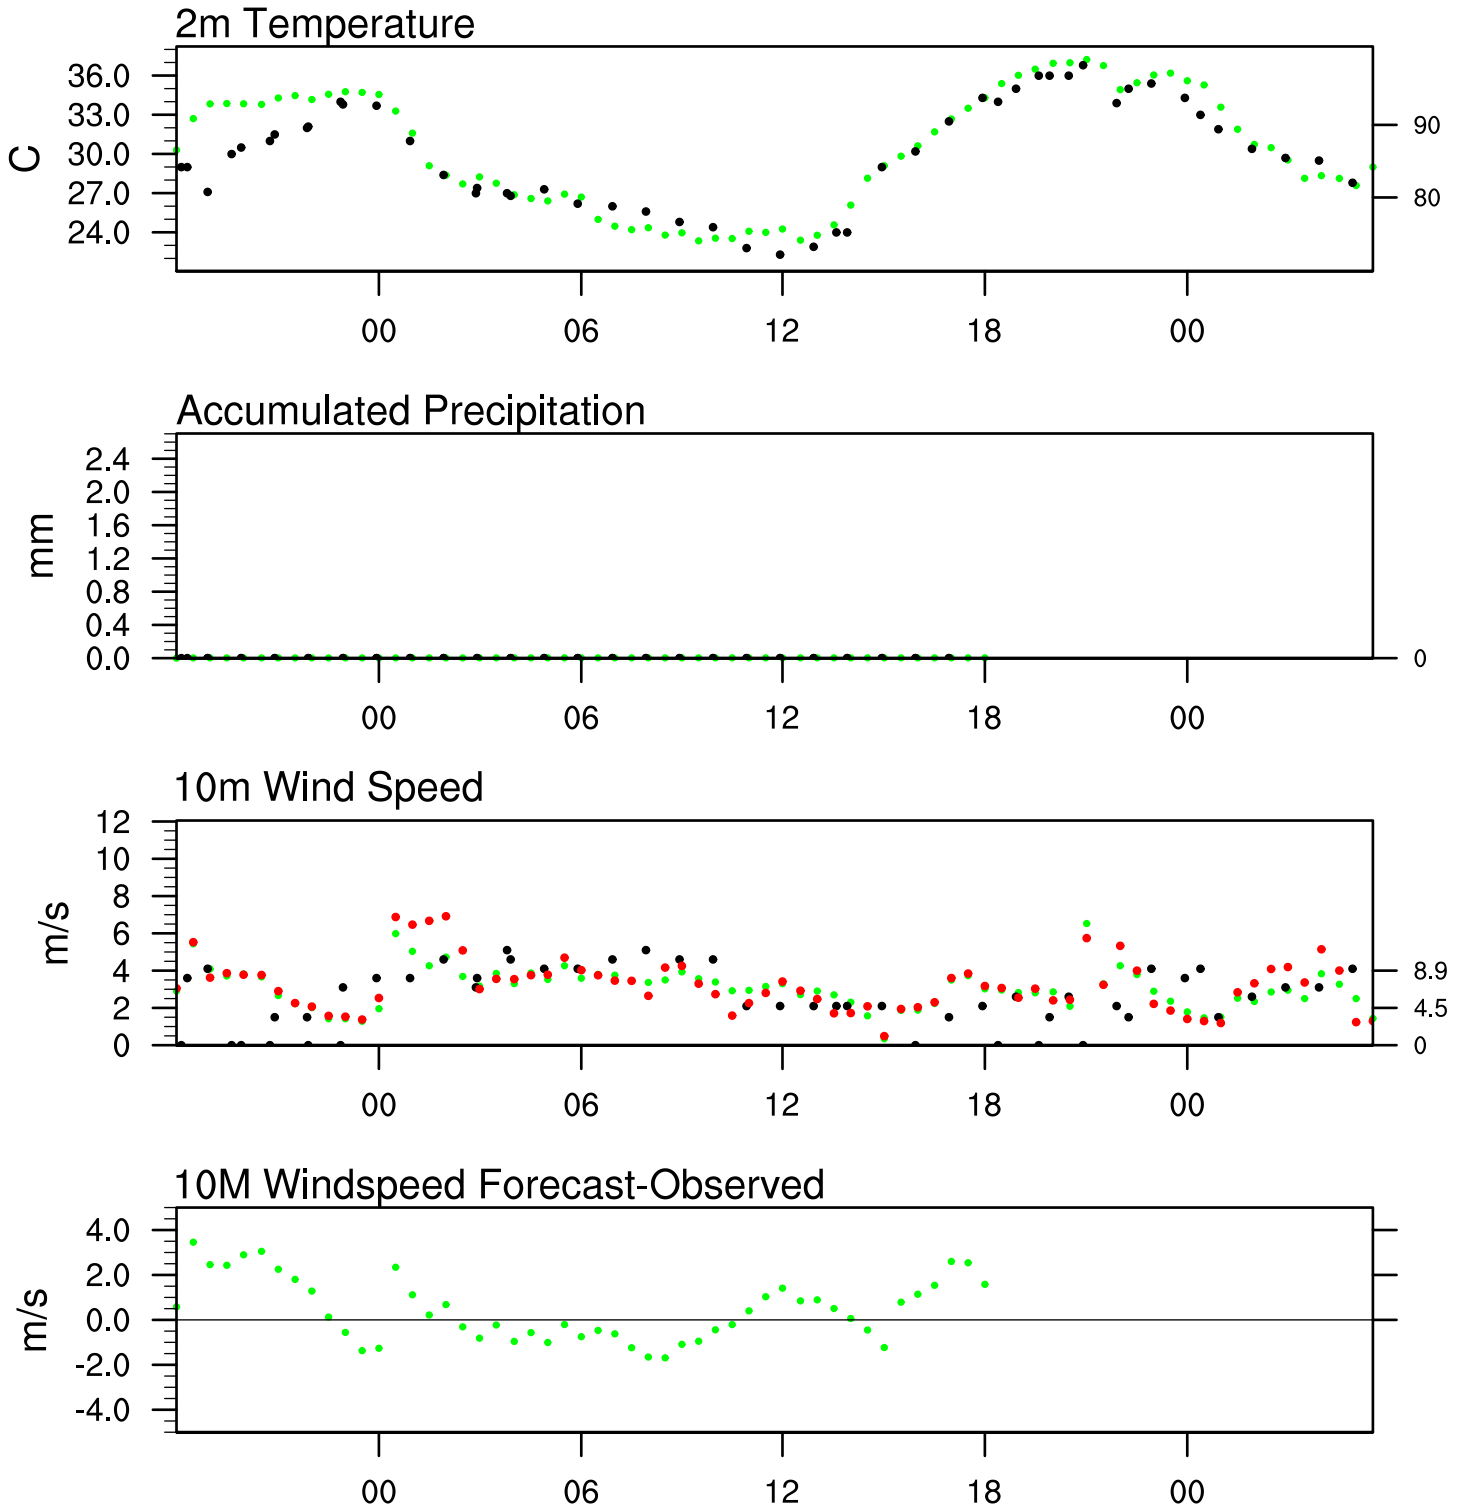 2m Temperature
36.0
33.0
30.0
27.0
24.0
C
90
80
00 06 12 18 00
Accumulated Precipitation
2.4
2.0
1.6
1.2
0.8
0.4
0.0
mm
0
00 06 12 18 00
10m Wind Speed
12
10
8
6
4
2
0
m/s
8.9
4.5
0
00 06 12 18 00
10M Windspeed Forecast-Observed
4.0
2.0
0.0
-2.0
-4.0
m/s
00 06 12 18 00